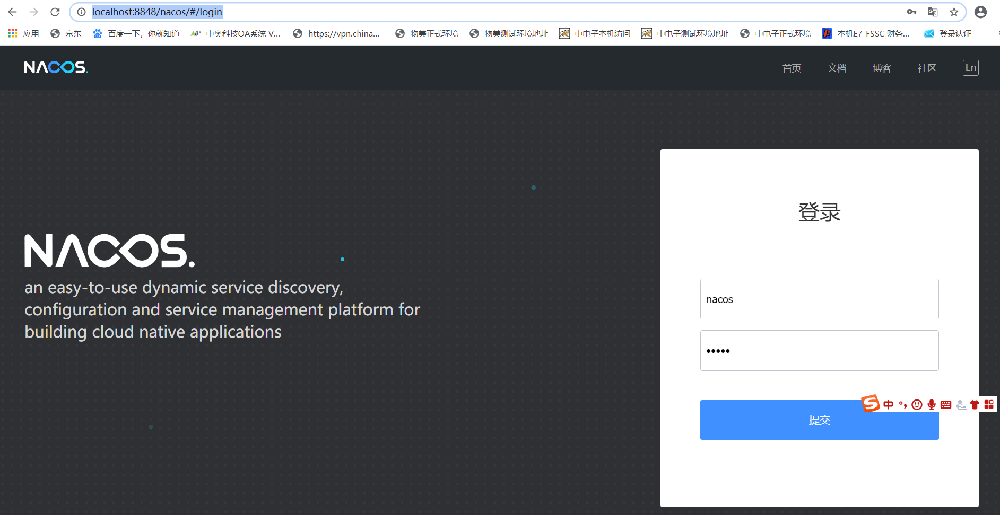 localhost:8848/nacos/#/login
应用 京东 百度一下，你就知道 中奥科技OA系统 V... https://vpn.china... 物美正式环境 物美测试环境地址 中电子本机访问 中电子测试环境地址 中电子正式环境 本机E7-FSSC 财务... 登录认证
NACOS. 首页 文档 博客 社区 En
NACOS.
an easy-to-use dynamic service discovery,
configuration and service management platform for
building cloud native applications
登录
nacos
•••••
中
提交